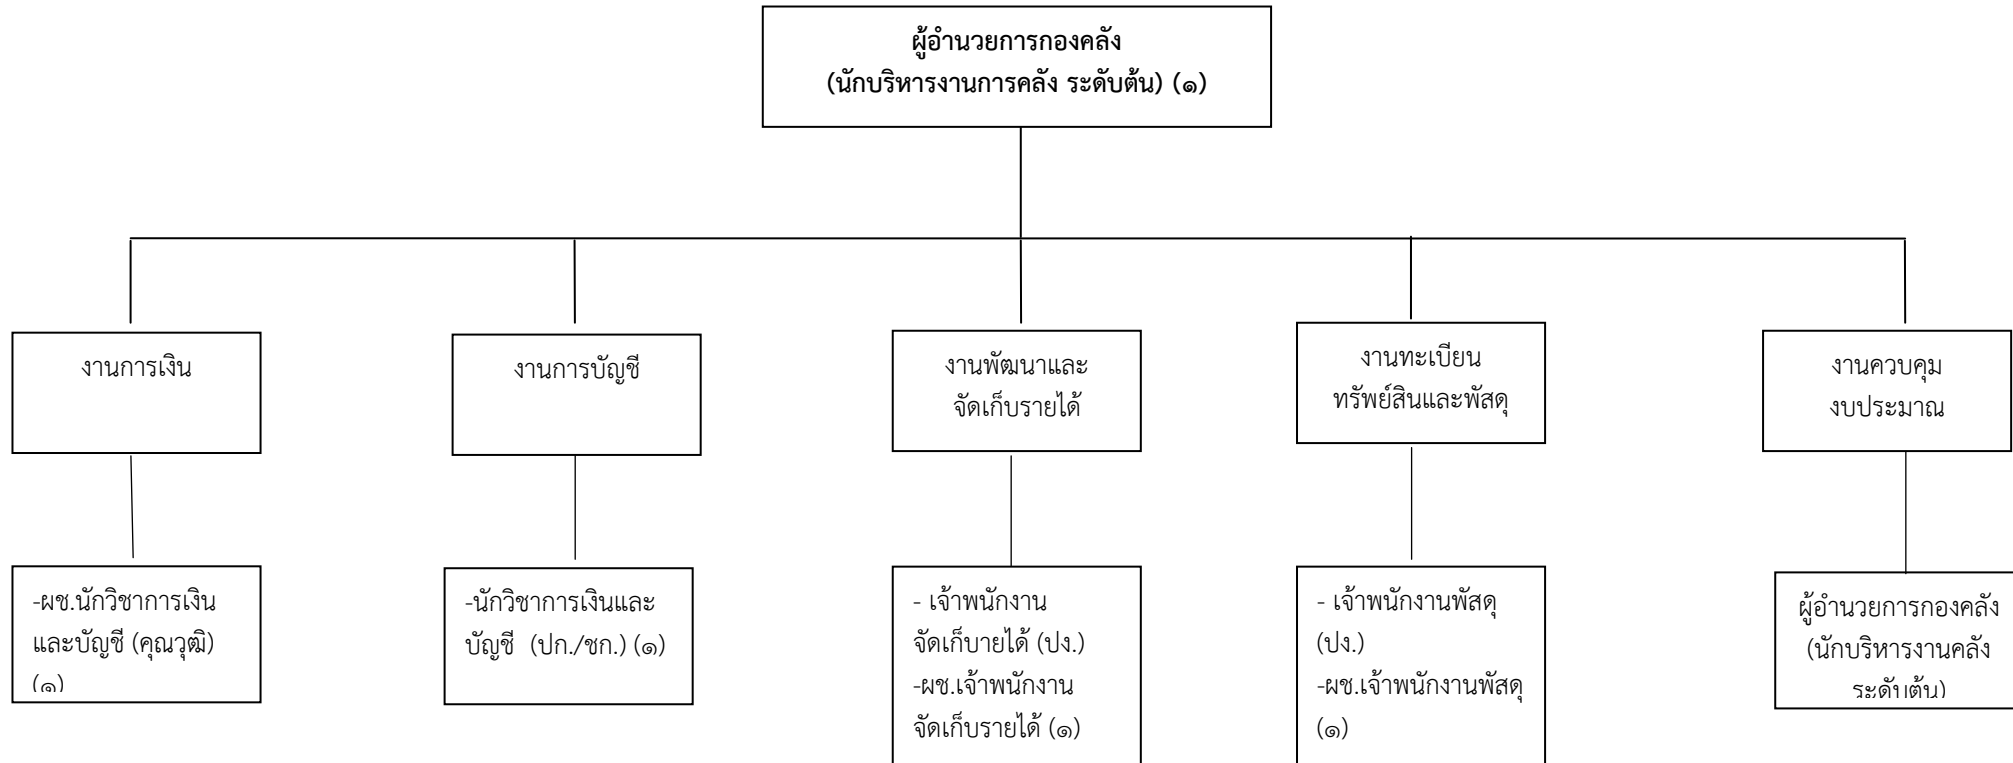 ผู้อำนวยการกองคลัง
(นักบริหารงานการคลัง ระดับต้น) (๑)
งานการเงิน
งานการบัญชี
งานพัฒนาและ
จัดเก็บรายได้
งานทะเบียน
ทรัพย์สินและพัสดุ
งานควบคุม
งบประมาณ
-ผช.นักวิชาการเงิน
และบัญชี (คุณวุฒิ)
(๑)
-นักวิชาการเงินและ
บัญชี  (ปก./ชก.) (๑)
- เจ้าพนักงาน
จัดเก็บายได้ (ปง.)
-ผช.เจ้าพนักงาน
จัดเก็บรายได้ (๑)
- เจ้าพนักงานพัสดุ
(ปง.)
-ผช.เจ้าพนักงานพัสดุ
(๑)
ผู้อำนวยการกองคลัง
(นักบริหารงานคลัง
ระดับต้น)